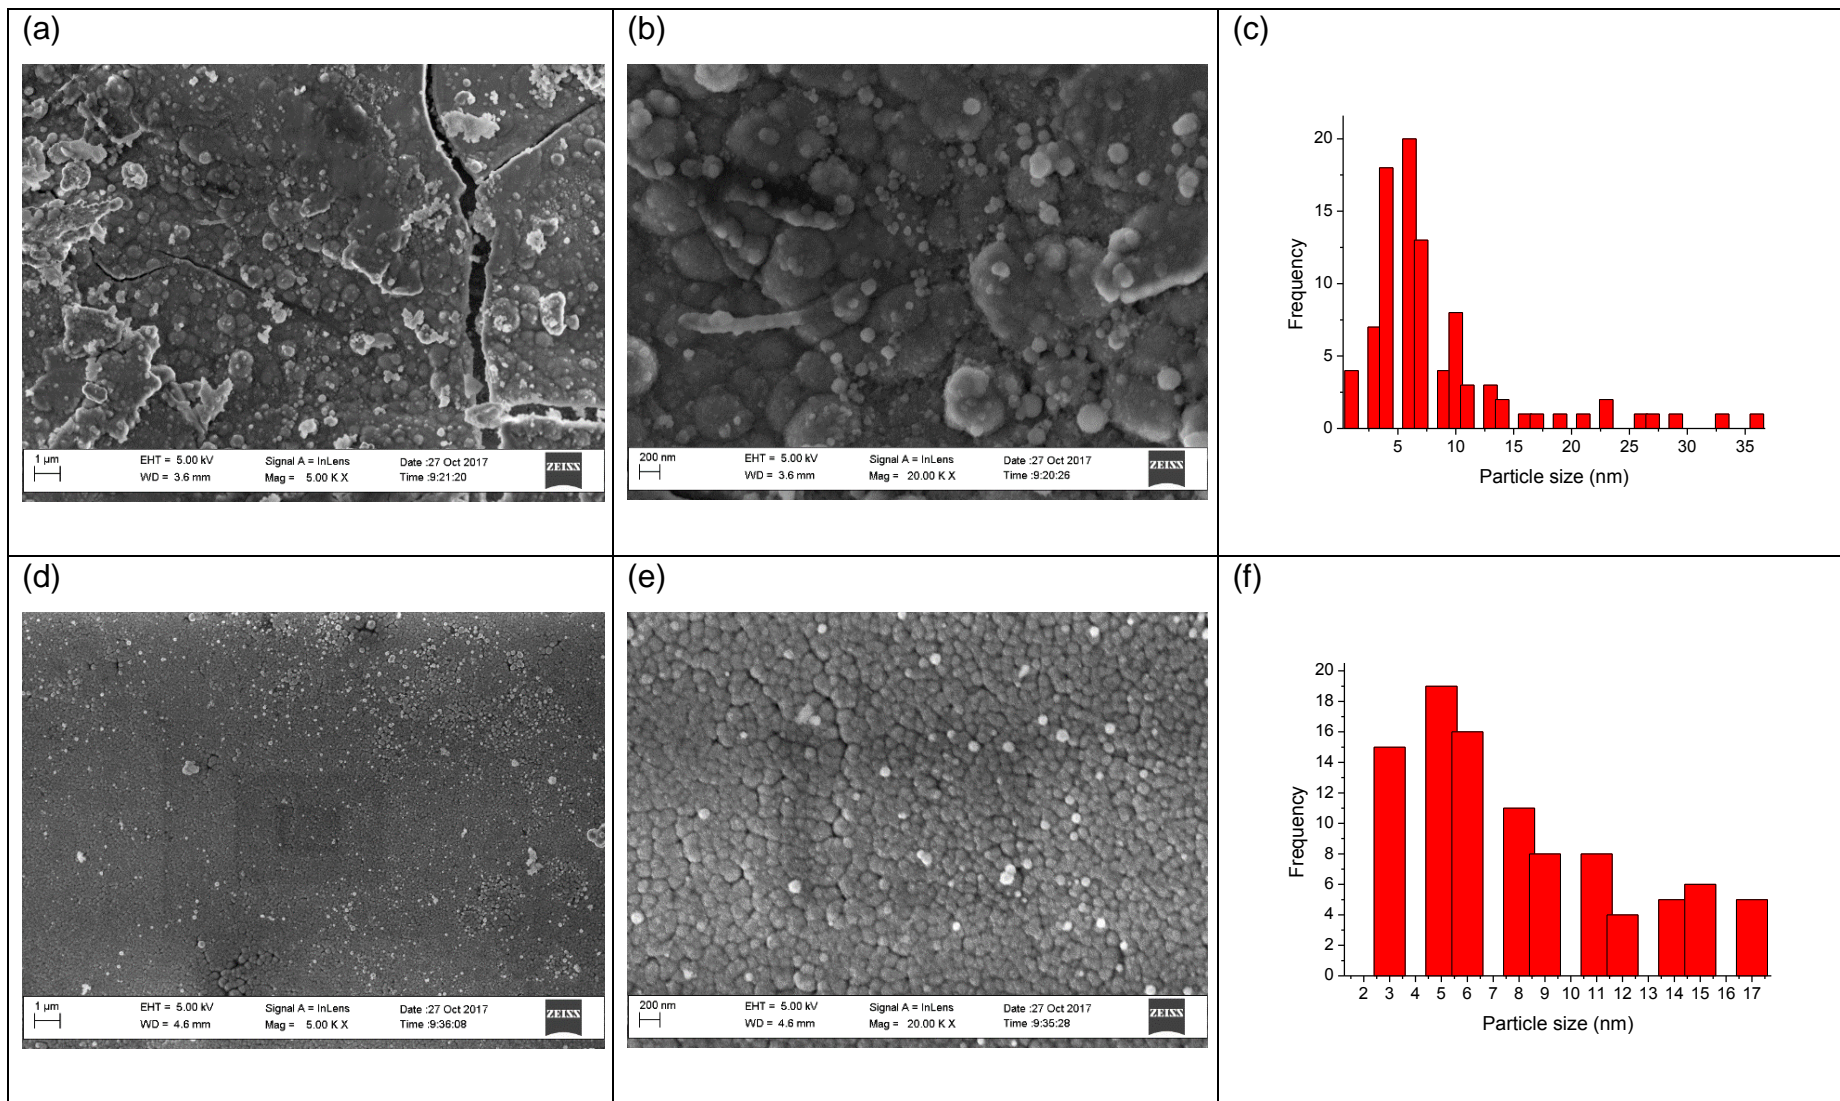 (a)
1 µm
EHT = 5.00 kV
WD = 3.6 mm
Signal A = InLens
Mag = 5.00 K X
Date :27 Oct 2017
Time :9:21:20
ZEISS
(b)
200 nm
EHT = 5.00 kV
WD = 3.6 mm
Signal A = InLens
Mag = 20.00 K X
Date :27 Oct 2017
Time :9:20:26
ZEISS
(c)
20
15
10
5
0
Frequency
5 10 15 20 25 30 35
Particle size (nm)
(d)
1 µm
EHT = 5.00 kV
WD = 4.6 mm
Signal A = InLens
Mag = 5.00 K X
Date :27 Oct 2017
Time :9:36:08
ZEISS
(e)
200 nm
EHT = 5.00 kV
WD = 4.6 mm
Signal A = InLens
Mag = 20.00 K X
Date :27 Oct 2017
Time :9:35:28
ZEISS
(f)
20
18
16
14
12
10
8
6
4
2
0
Frequency
2 3 4 5 6 7 8 9 10 11 12 13 14 15 16 17
Particle size (nm)